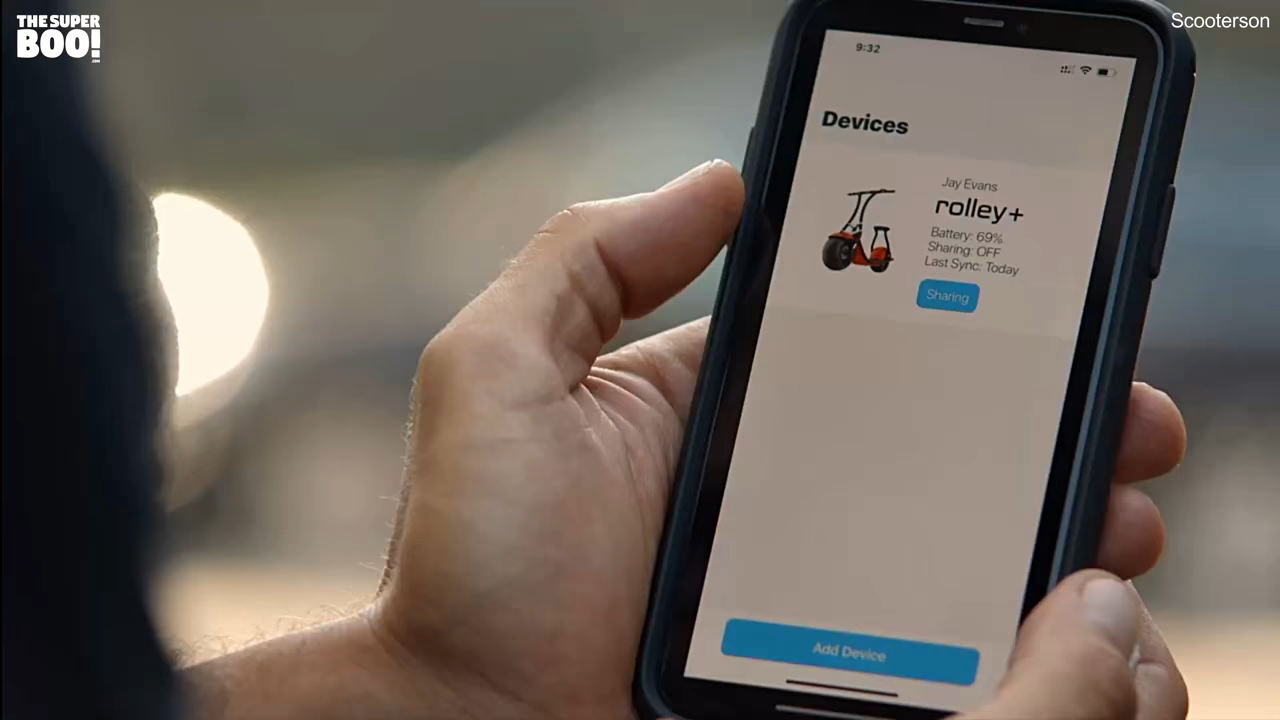 THE SUPER
BOO!
.COM
Scooterson
9:32
Devices
Jay Evans
rolley+
Battery: 69%
Sharing: OFF
Last Sync: Today
Sharing
Add Device